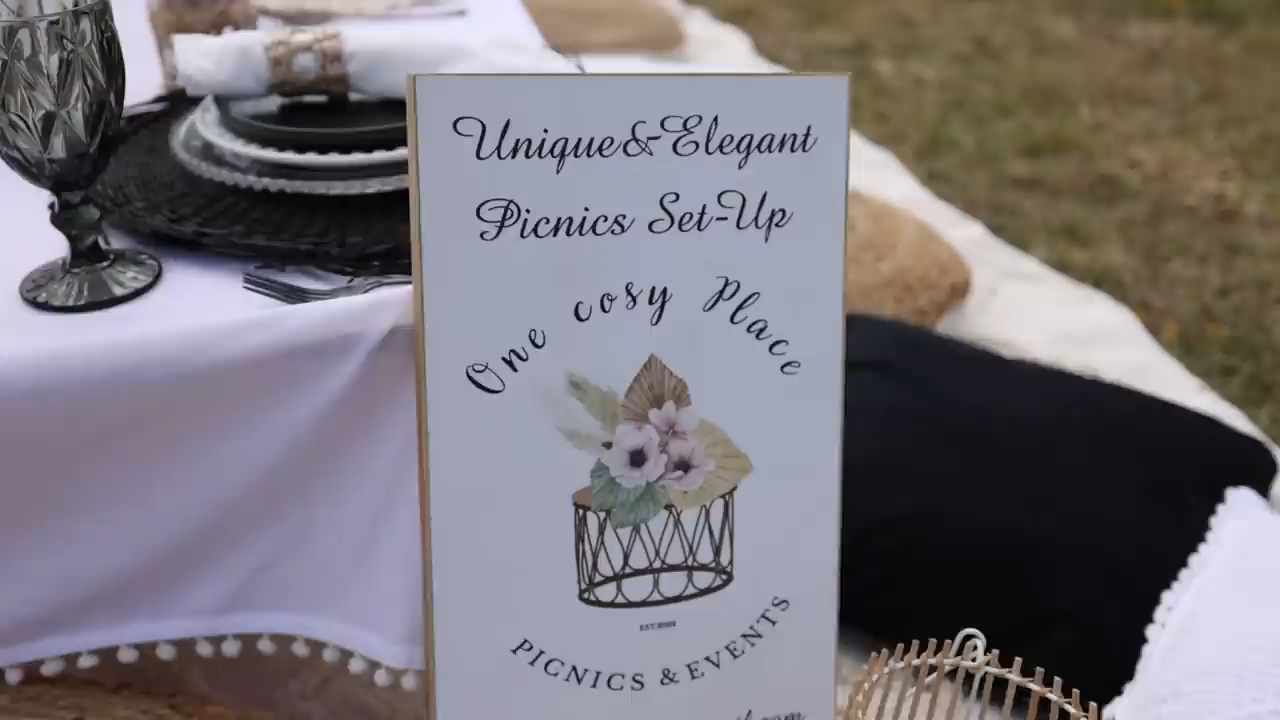 Unique&Elegant
Picnics Set-Up
One cosy Place
PICNICS & EVENTS